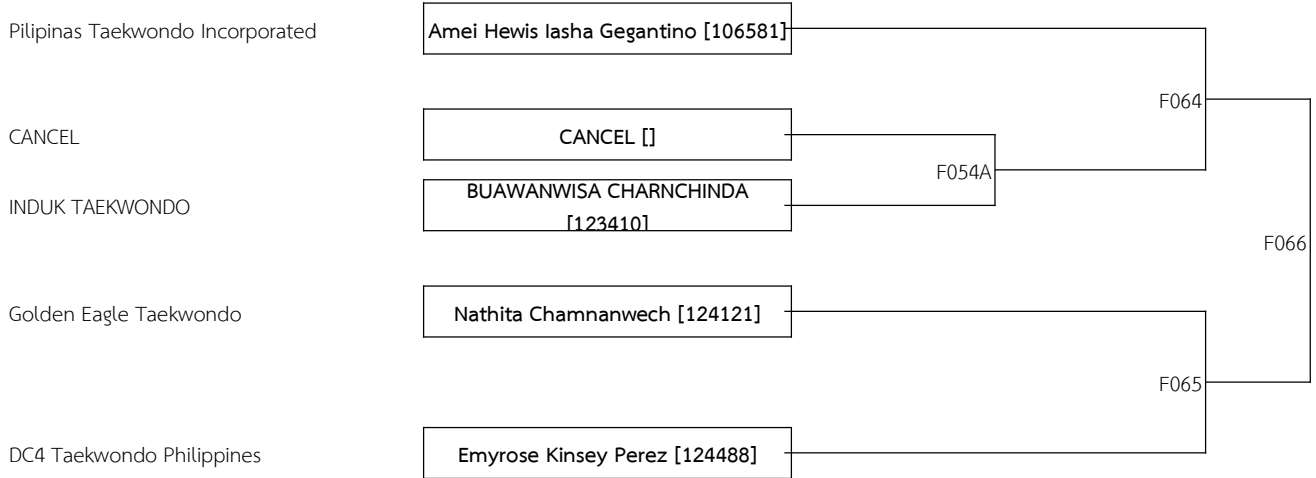 Pilipinas Taekwondo Incorporated
Amei Hewis Iasha Gegantino [106581]
F064
CANCEL
CANCEL []
F054A
INDUK TAEKWONDO
BUAWANWISA CHARNCHINDA
[123410]
F066
Golden Eagle Taekwondo
Nathita Chamnanwech [124121]
F065
DC4 Taekwondo Philippines
Emyrose Kinsey Perez [124488]